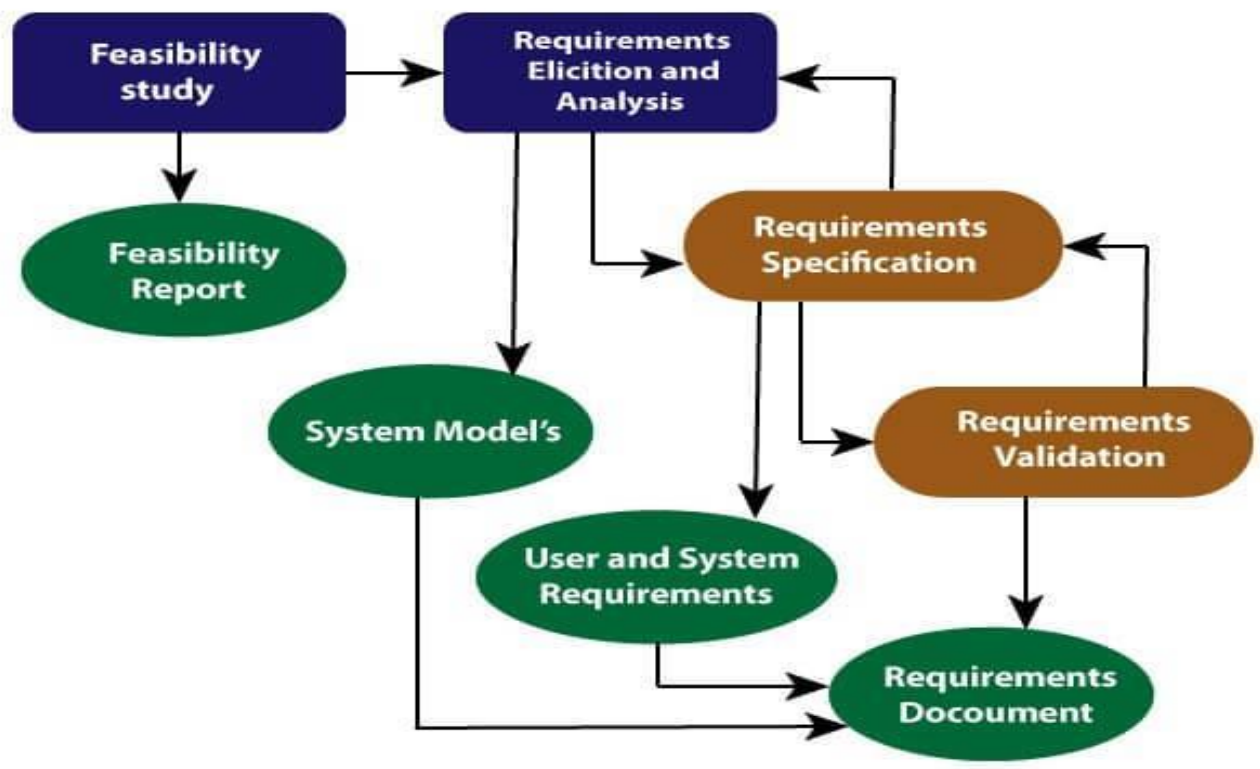 Feasibility
study
Requirements
Elicition and
Analysis
Requirements
Specification
Feasibility
Report
System Model's
Requirements
Validation
User and System
Requirements
Requirements
Docoument